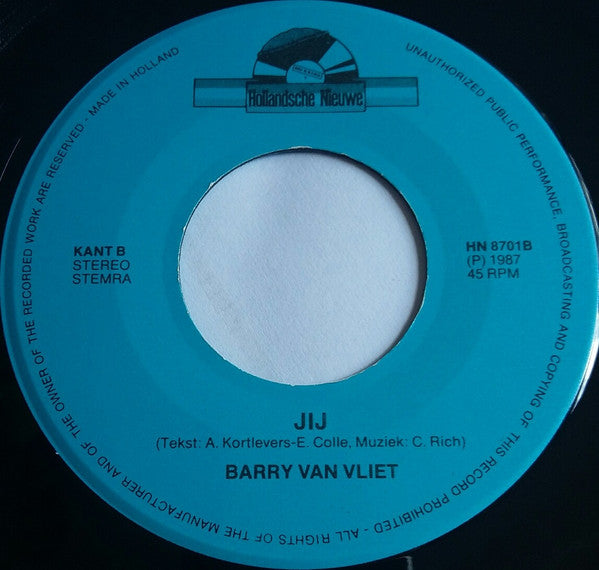 Hollandsche Nieuwe
KANT B
STEREO
STEMRA
HN 8701B
(P) 1987
45 RPM
JIJ
(Tekst: A. Kortlevers-E. Colle, Muziek: C. Rich)
BARRY VAN VLIET
UNAUTHORIZED PUBLIC PERFORMANCE, BROADCASTING AND COPYING OF THIS RECORD PROHIBITED - ALL RIGHTS OF THE MANUFACTURER AND OF THE OWNER OF THE RECORDED WORK ARE RESERVED - MADE IN HOLLAND